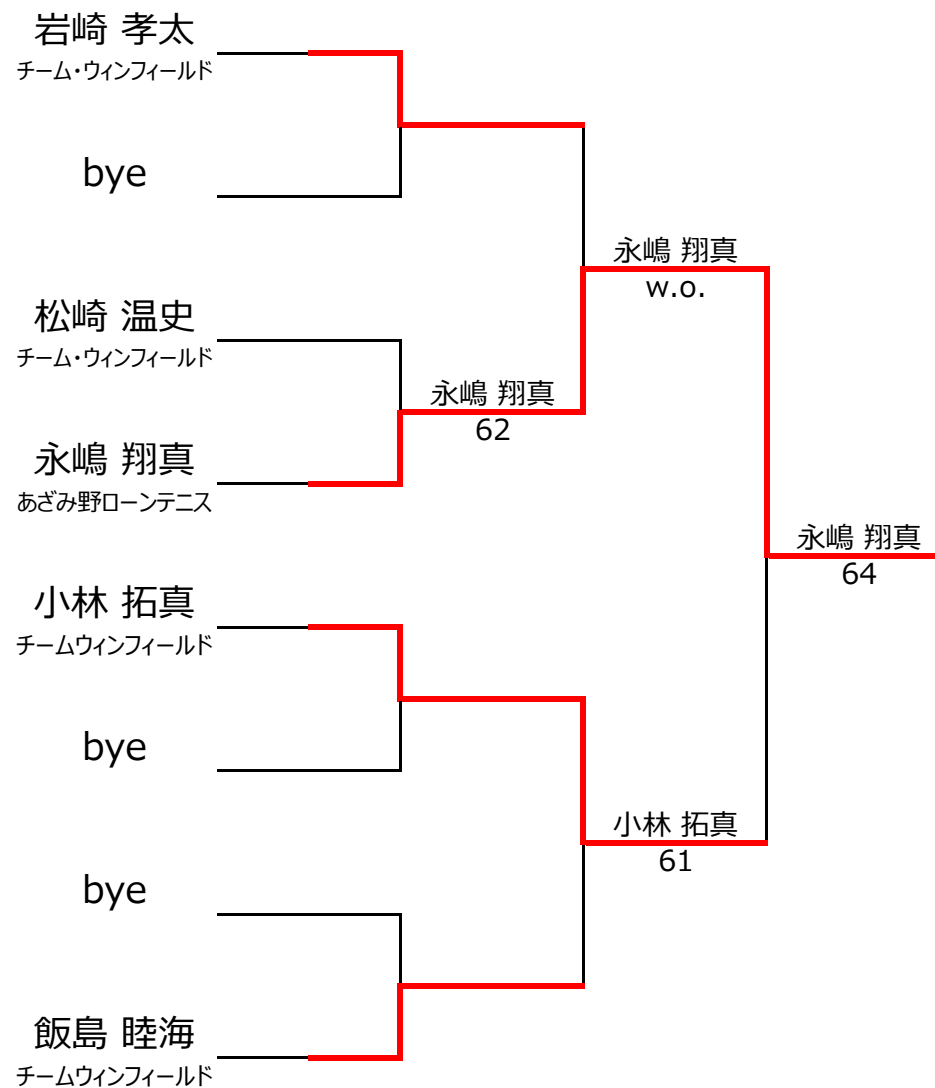 岩崎 孝太
チーム・ウィンフィールド
bye
永嶋 翔真
w.o.
松崎 温史
チーム・ウィンフィールド
永嶋 翔真
62
永嶋 翔真
あざみ野ローンテニス
永嶋 翔真
64
小林 拓真
チームウィンフィールド
bye
小林 拓真
61
bye
飯島 睦海
チームウィンフィールド